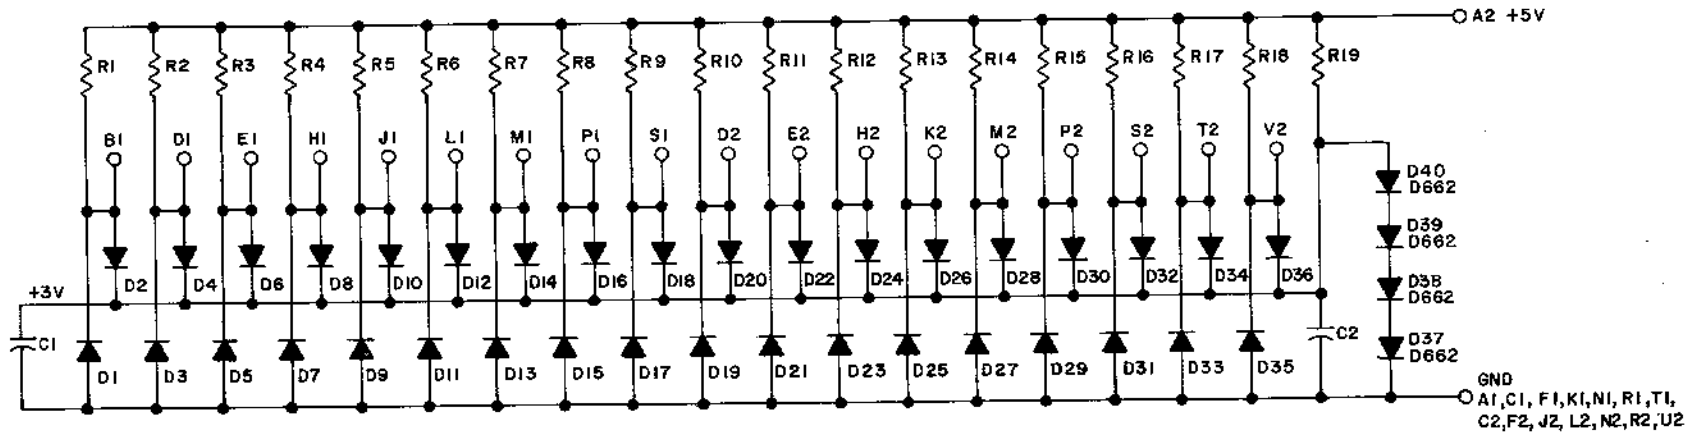 A2 +5V
R1 R2 R3 R4 R5 R6 R7 R8 R9 R10 R11 R12 R13 R14 R15 R16 R17 R18 R19
B1 D1 E1 H1 J1 L1 M1 P1 S1 D2 E2 H2 K2 M2 P2 S2 T2 V2
D40
D662
D39
D662
D2 D4 D6 D8 D10 D12 D14 D16 D18 D20 D22 D24 D26 D28 D30 D32 D34 D36
+3V
D38
D662
C1 C2
D37
D662
D1 D3 D5 D7 D9 D11 D13 D15 D17 D19 D21 D23 D25 D27 D29 D31 D33 D35
GND
A1,C1, F1,K1,N1, R1,T1,
C2,F2, J2, L2, N2,R2,U2